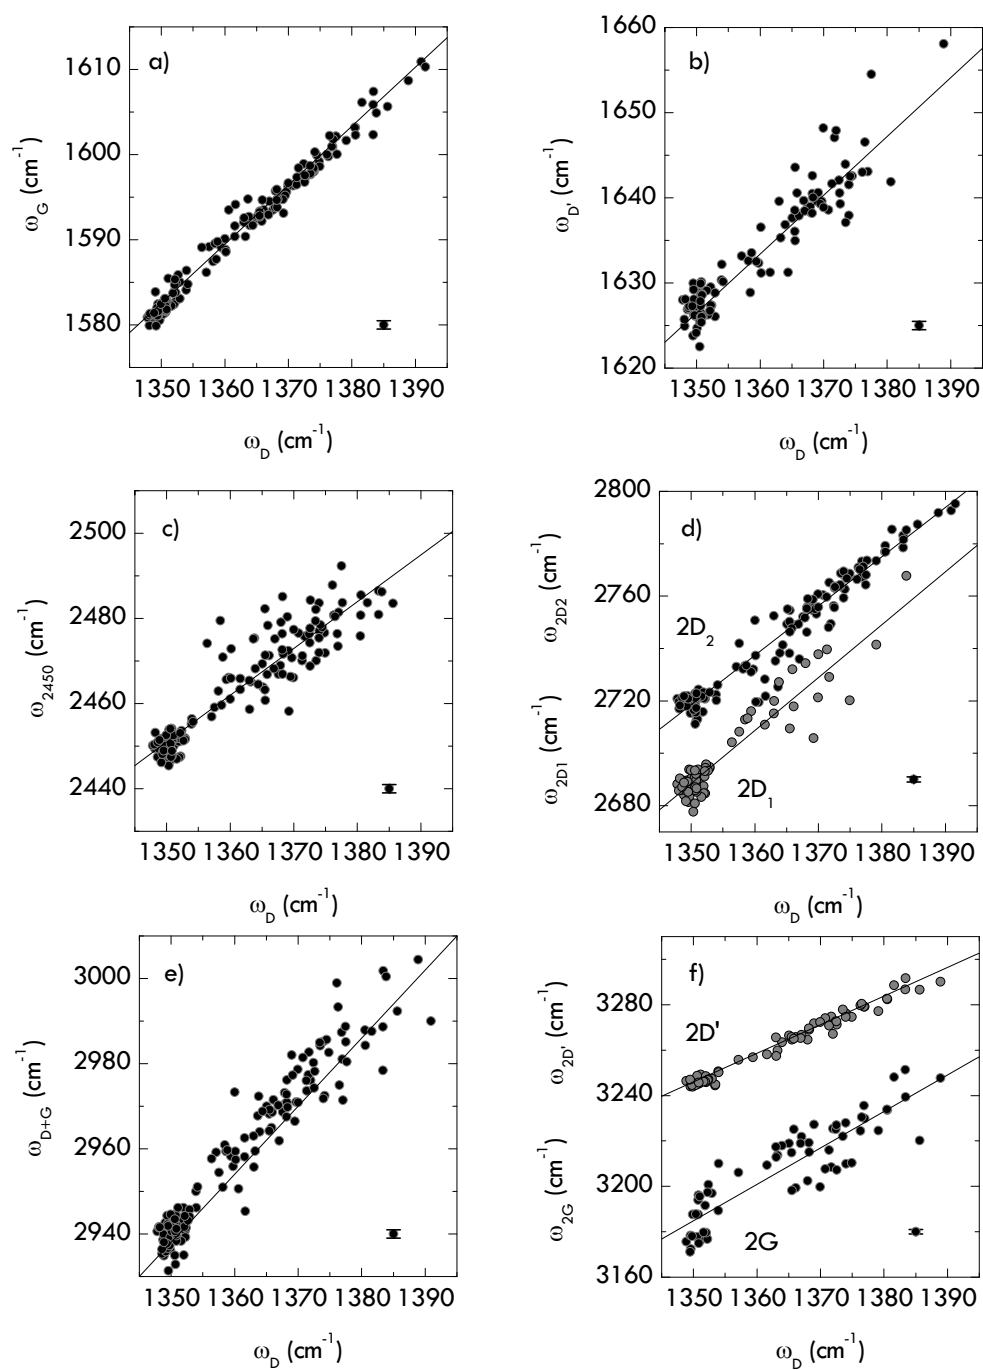 a)
1610
1600
1590
1580
1350 1360 1370 1380 1390
ω_G (cm⁻¹)
ω_D (cm⁻¹)
b)
1660
1650
1640
1630
1620
1350 1360 1370 1380 1390
ω_D' (cm⁻¹)
ω_D (cm⁻¹)
c)
2500
2480
2460
2440
1350 1360 1370 1380 1390
ω_2450 (cm⁻¹)
ω_D (cm⁻¹)
d)
2800
2760
2720
2680
1350 1360 1370 1380 1390
ω_2D2 (cm⁻¹)
ω_2D1 (cm⁻¹)
2D₂
2D₁
ω_D (cm⁻¹)
e)
3000
2980
2960
2940
1350 1360 1370 1380 1390
ω_D+G (cm⁻¹)
ω_D (cm⁻¹)
f)
3280
3240
3200
3160
1350 1360 1370 1380 1390
ω_2D' (cm⁻¹)
ω_2G (cm⁻¹)
2D'
2G
ω_D (cm⁻¹)